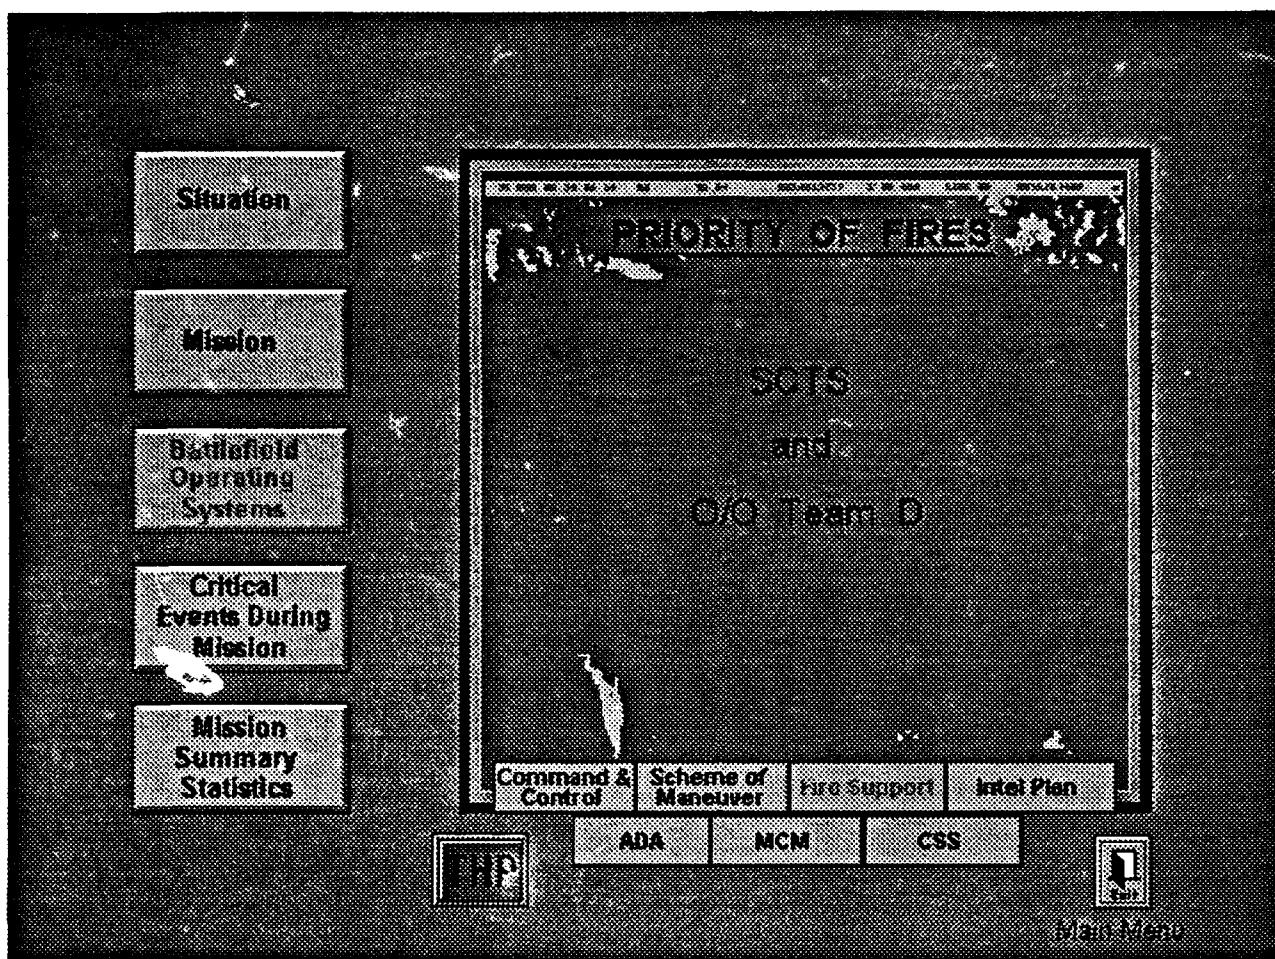 Situation
Mission
Battlefield
Operating
Systems
Critical
Events During
Mission
Mission
Summary
Statistics
PRIORITY OF FIRES
SCTS
and
O/O Team D
Command &
Control
Scheme of
Maneuver
Fire Support
Intel Plan
ADA
MCM
CSS
THP
Main Menu